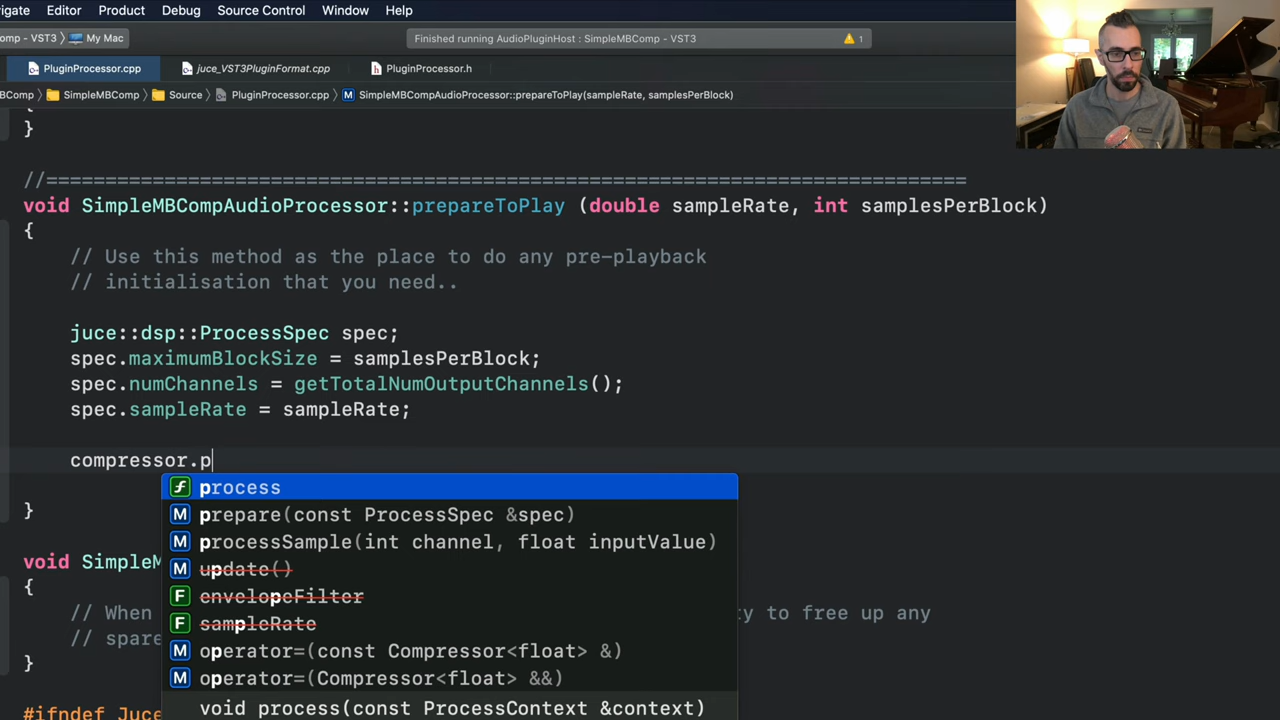 igate Editor Product Debug Source Control Window Help
Comp - VST3 〉 My Mac
Finished running AudioPluginHost : SimpleMBComp - VST3
1
PluginProcessor.cpp juce_VST3PluginFormat.cpp PluginProcessor.h
BComp 〉 SimpleMBComp 〉 Source 〉 PluginProcessor.cpp 〉 M SimpleMBCompAudioProcessor::prepareToPlay(sampleRate, samplesPerBlock)
}
//==============================================================================
void SimpleMBCompAudioProcessor::prepareToPlay (double sampleRate, int samplesPerBlock)
{
// Use this method as the place to do any pre-playback
// initialisation that you need..
juce::dsp::ProcessSpec spec;
spec.maximumBlockSize = samplesPerBlock;
spec.numChannels = getTotalNumOutputChannels();
spec.sampleRate = sampleRate;
compressor.p
f process
M prepare(const ProcessSpec &spec)
M processSample(int channel, float inputValue)
M update()
F envelopeFilter
F sampleRate
M operator=(const Compressor<float> &)
M operator=(Compressor<float> &&)
void process(const ProcessContext &context)
}
void SimpleM
{
// When ty to free up any
// spare
}
#ifndef Juce